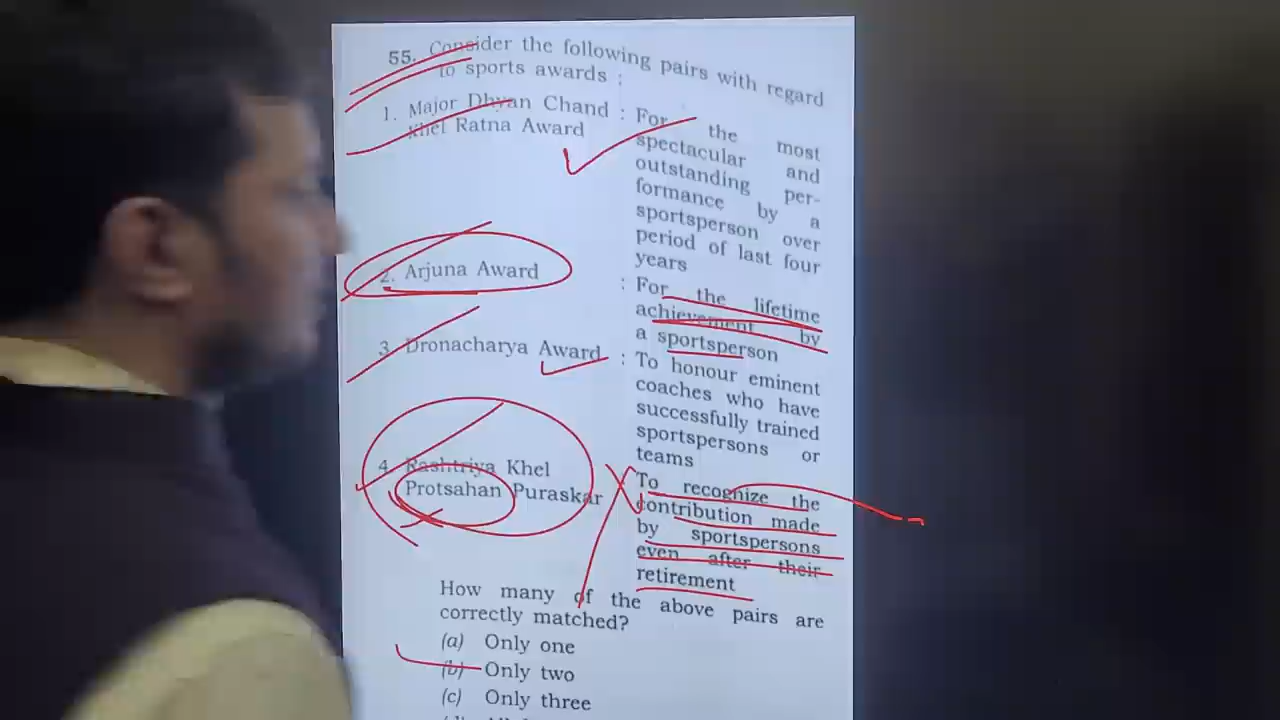 55. Consider the following pairs with regard
to sports awards :
1. Major Dhyan Chand : For the most
Khel Ratna Award spectacular and
outstanding per-
formance by a
sportsperson over
period of last four
years
2. Arjuna Award : For the lifetime
achievement by
a sportsperson
3. Dronacharya Award : To honour eminent
coaches who have
successfully trained
sportspersons or
teams
4. Rashtriya Khel To recognize the
Protsahan Puraskar contribution made
by sportspersons
even after their
retirement
How many of the above pairs are
correctly matched?
(a) Only one
(b) Only two
(c) Only three